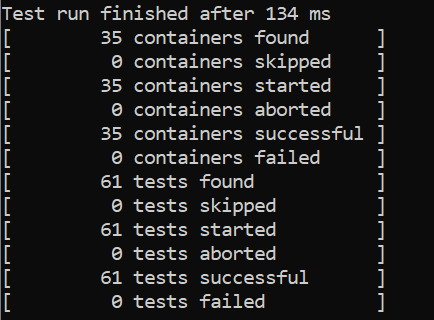 Test run finished after 134 ms
[        35 containers found      ]
[         0 containers skipped    ]
[        35 containers started    ]
[         0 containers aborted    ]
[        35 containers successful ]
[         0 containers failed     ]
[        61 tests found           ]
[         0 tests skipped         ]
[        61 tests started         ]
[         0 tests aborted         ]
[        61 tests successful      ]
[         0 tests failed          ]